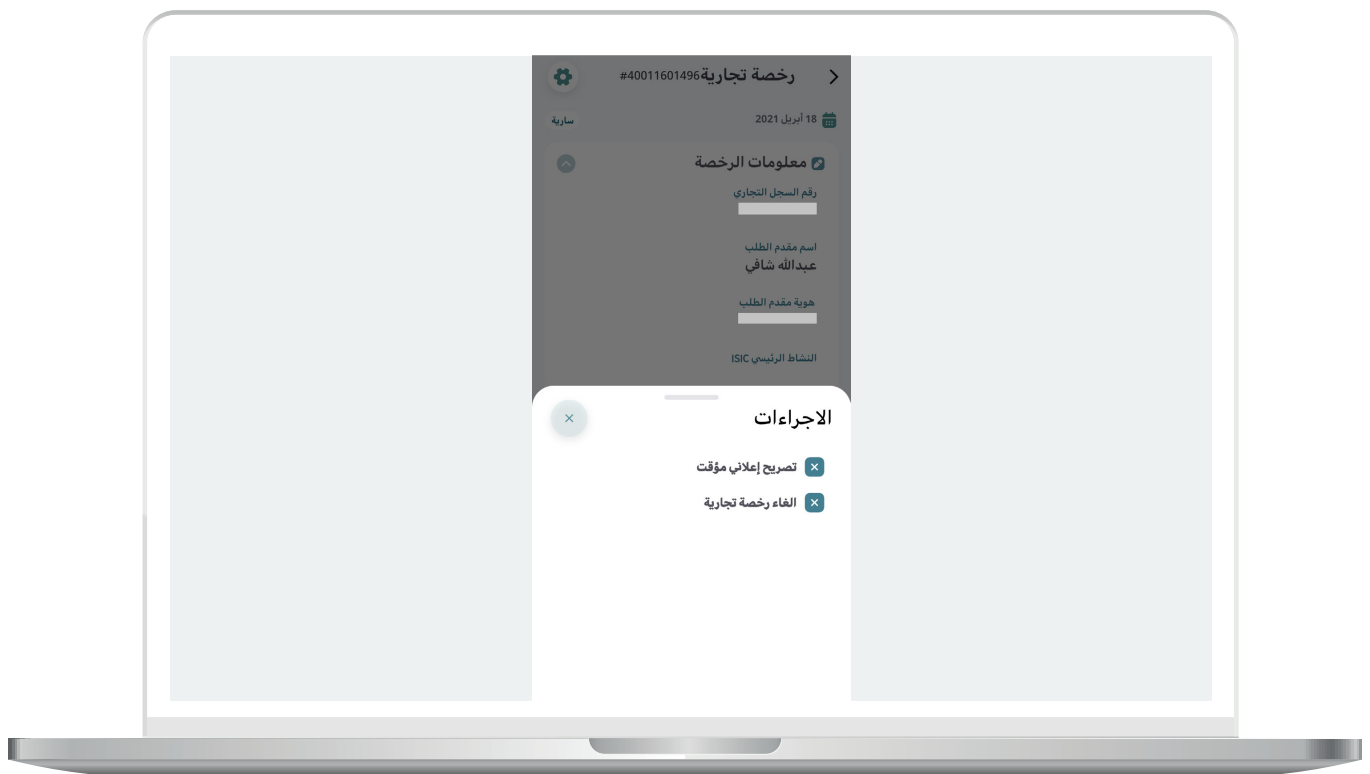 رخصة تجارية #40011601496
18 أبريل 2021
سارية
معلومات الرخصة
رقم السجل التجاري
اسم مقدم الطلب
عبدالله شافي
هوية مقدم الطلب
النشاط الرئيسي ISIC
الاجراءات
تصريح إعلاني مؤقت
الغاء رخصة تجارية